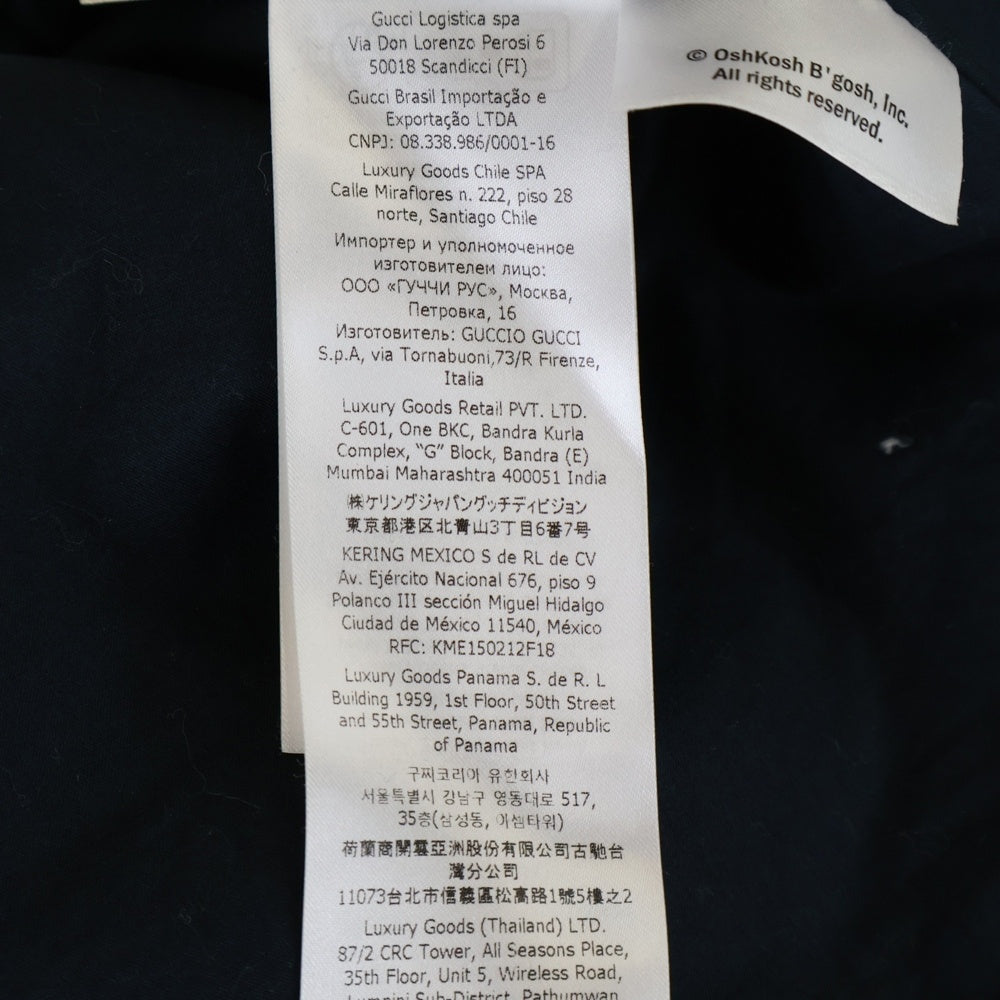 Gucci Logistica spa
Via Don Lorenzo Perosi 6
50018 Scandicci (FI)
Gucci Brasil Importação e
Exportação LTDA
CNPJ: 08.338.986/0001-16
Luxury Goods Chile SPA
Calle Miraflores n. 222, piso 28
norte, Santiago Chile
Импортер и уполномоченное
изготовителем лицо:
ООО «ГУЧЧИ РУС», Москва,
Петровка, 16
Изготовитель: GUCCIO GUCCI
S.p.A, via Tornabuoni,73/R Firenze,
Italia
Luxury Goods Retail PVT. LTD.
C-601, One BKC, Bandra Kurla
Complex, “G” Block, Bandra (E)
Mumbai Maharashtra 400051 India
㈱ケリングジャパングッチディビジョン
東京都港区北青山3丁目6番7号
KERING MEXICO S de RL de CV
Av. Ejército Nacional 676, piso 9
Polanco III sección Miguel Hidalgo
Ciudad de México 11540, México
RFC: KME150212F18
Luxury Goods Panama S. de R. L
Building 1959, 1st Floor, 50th Street
and 55th Street, Panama, Republic
of Panama
구찌코리아 유한회사
서울특별시 강남구 영동대로 517,
35층(삼성동, 아셈타워)
荷蘭商開雲亞洲股份有限公司古馳台
灣分公司
11073台北市信義區松高路1號5樓之2
Luxury Goods (Thailand) LTD.
87/2 CRC Tower, All Seasons Place,
35th Floor, Unit 5, Wireless Road,
Lumpini Sub-District, Pathumwan
© OshKosh B'gosh, Inc.
All rights reserved.